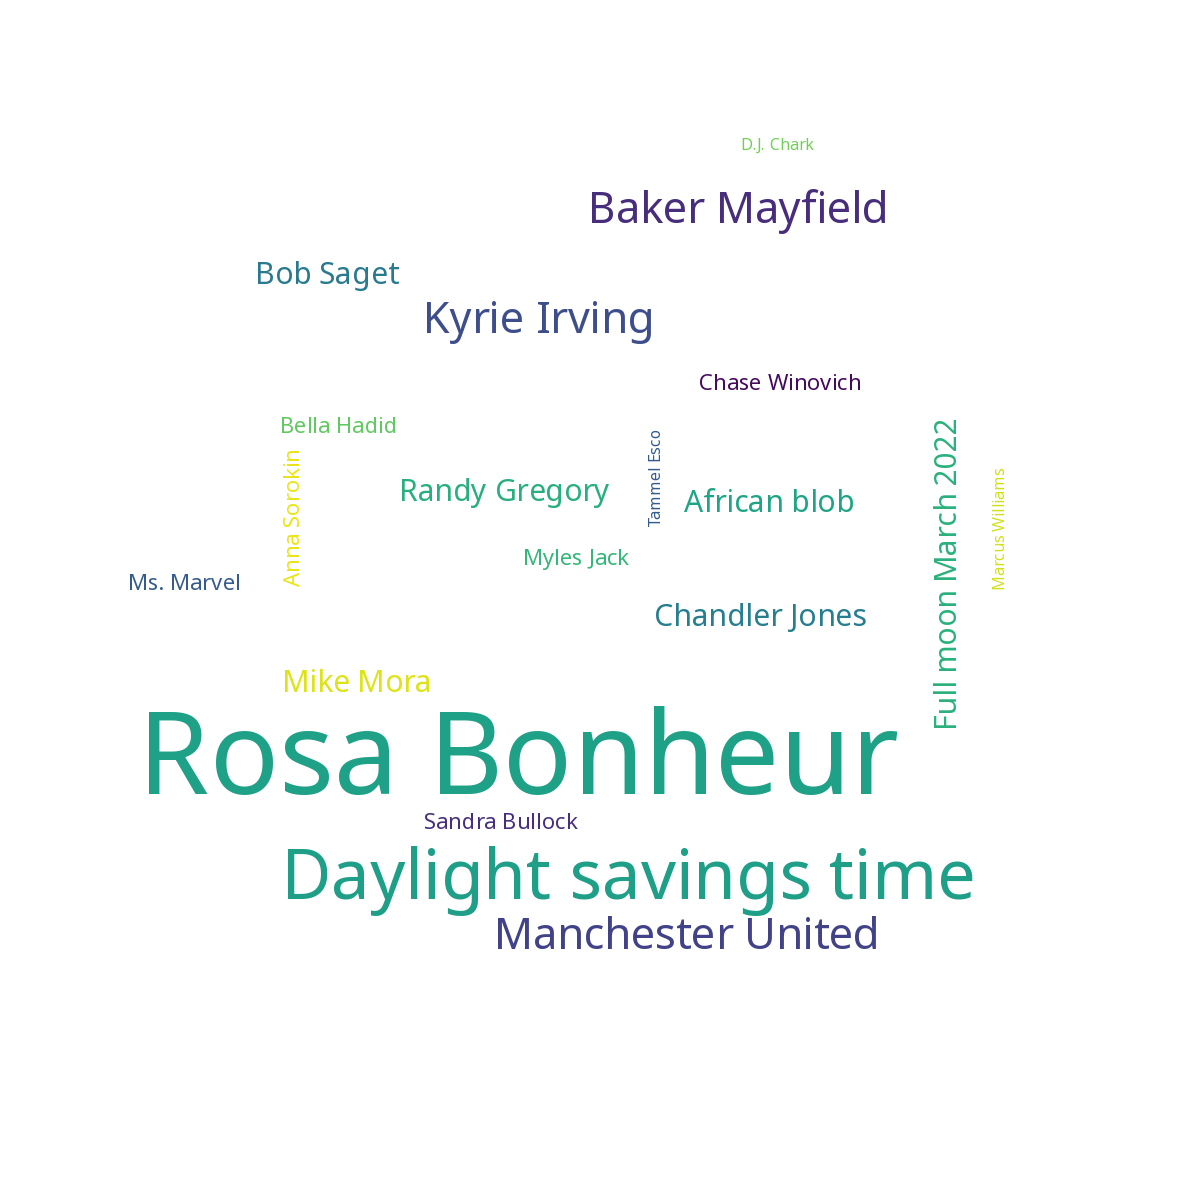 D.J. Chark
Baker Mayfield
Bob Saget
Kyrie Irving
Chase Winovich
Bella Hadid
Anna Sorokin
Randy Gregory
Tammel Esco
African blob
Full moon March 2022
Marcus Williams
Myles Jack
Ms. Marvel
Chandler Jones
Mike Mora
Rosa Bonheur
Sandra Bullock
Daylight savings time
Manchester United